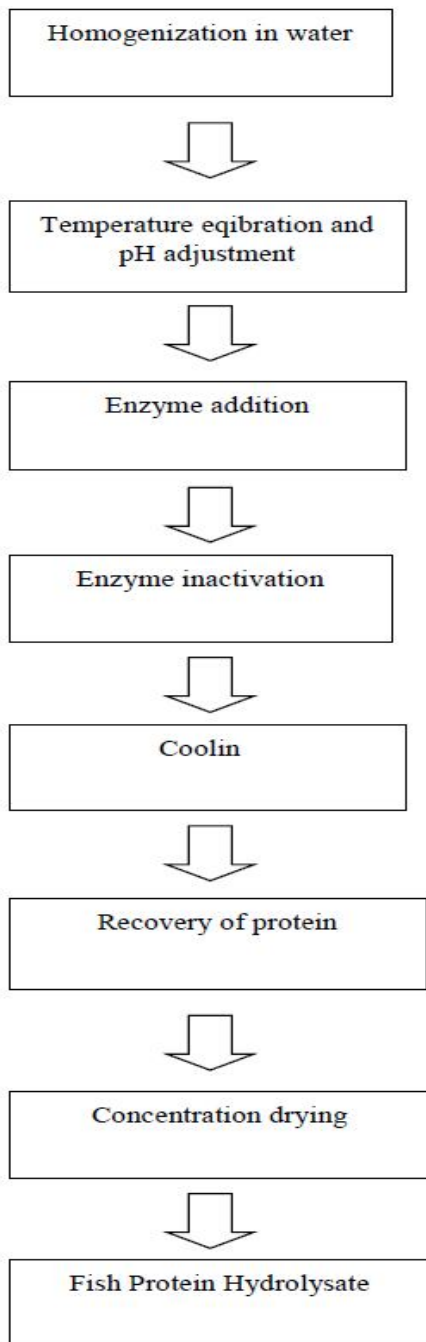 Homogenization in water
Temperature eqibration and
pH adjustment
Enzyme addition
Enzyme inactivation
Coolin
Recovery of protein
Concentration drying
Fish Protein Hydrolysate